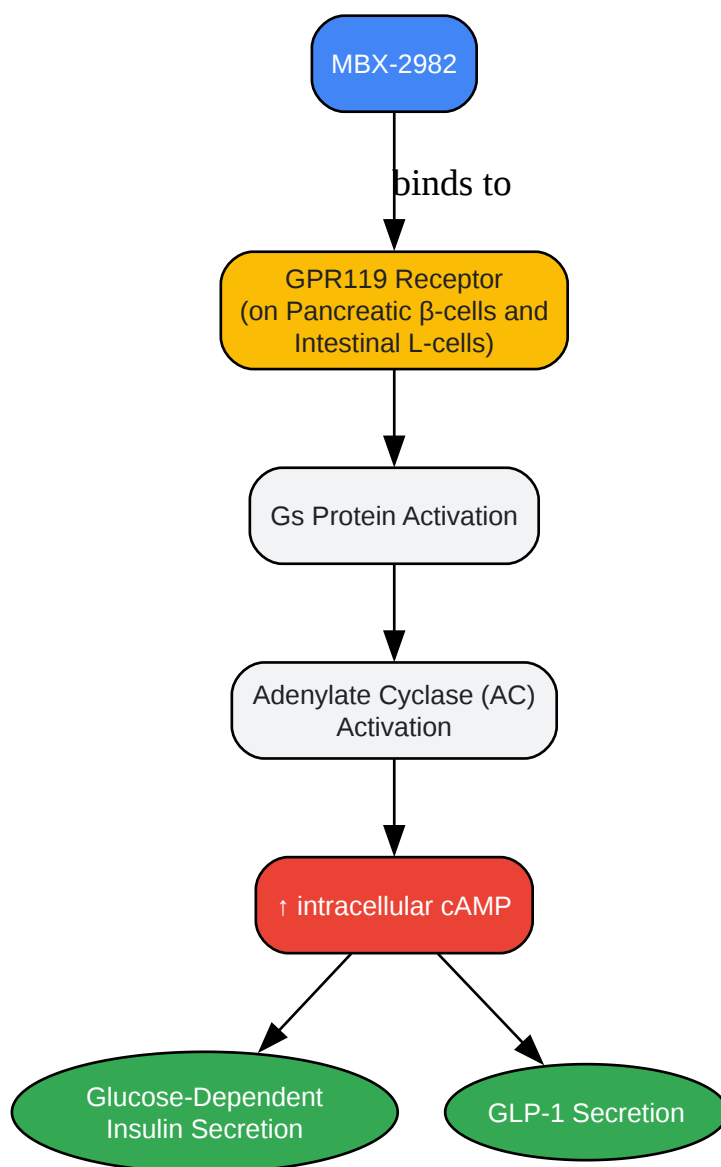 MBX-2982
binds to
GPR119 Receptor
(on Pancreatic β-cells and
Intestinal L-cells)
Gs Protein Activation
Adenylate Cyclase (AC)
Activation
↑ intracellular cAMP
Glucose-Dependent
Insulin Secretion
GLP-1 Secretion